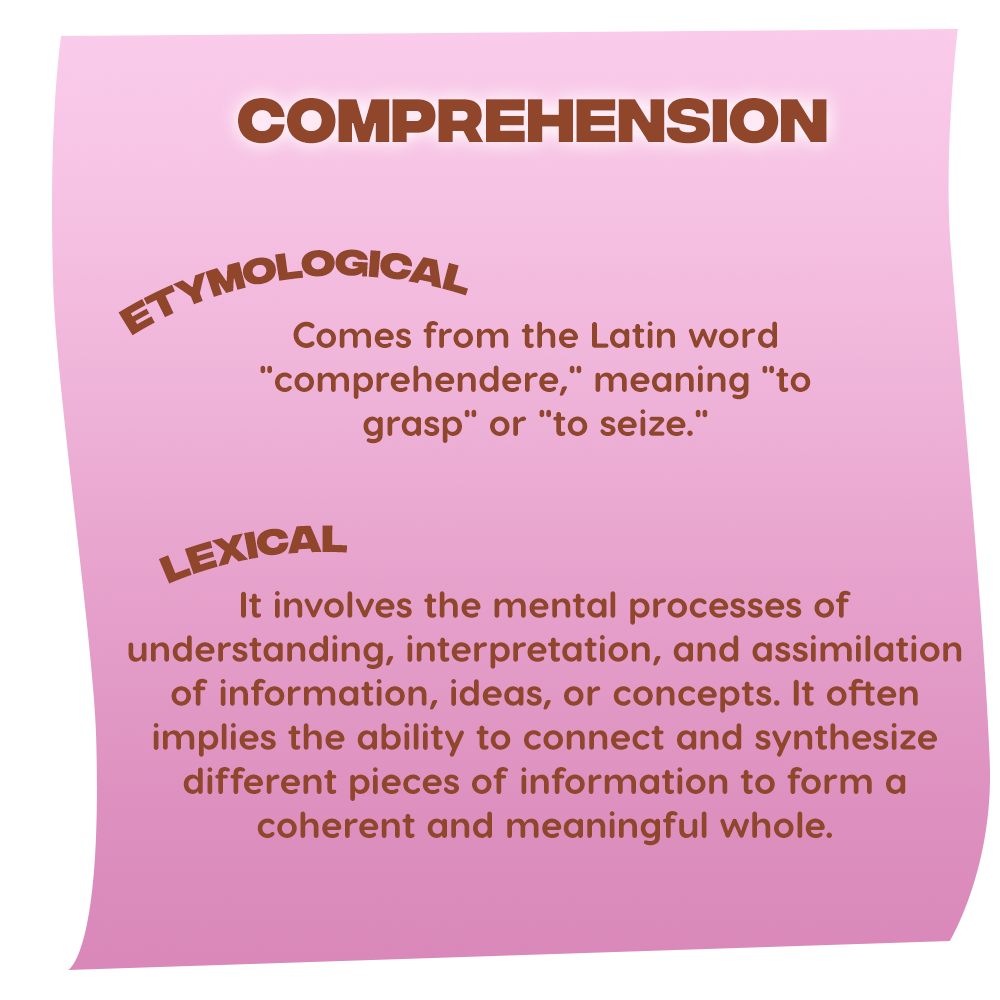 COMPREHENSION
ETYMOLOGICAL
Comes from the Latin word
"comprehendere," meaning "to
grasp" or "to seize."
LEXICAL
It involves the mental processes of
understanding, interpretation, and assimilation
of information, ideas, or concepts. It often
implies the ability to connect and synthesize
different pieces of information to form a
coherent and meaningful whole.